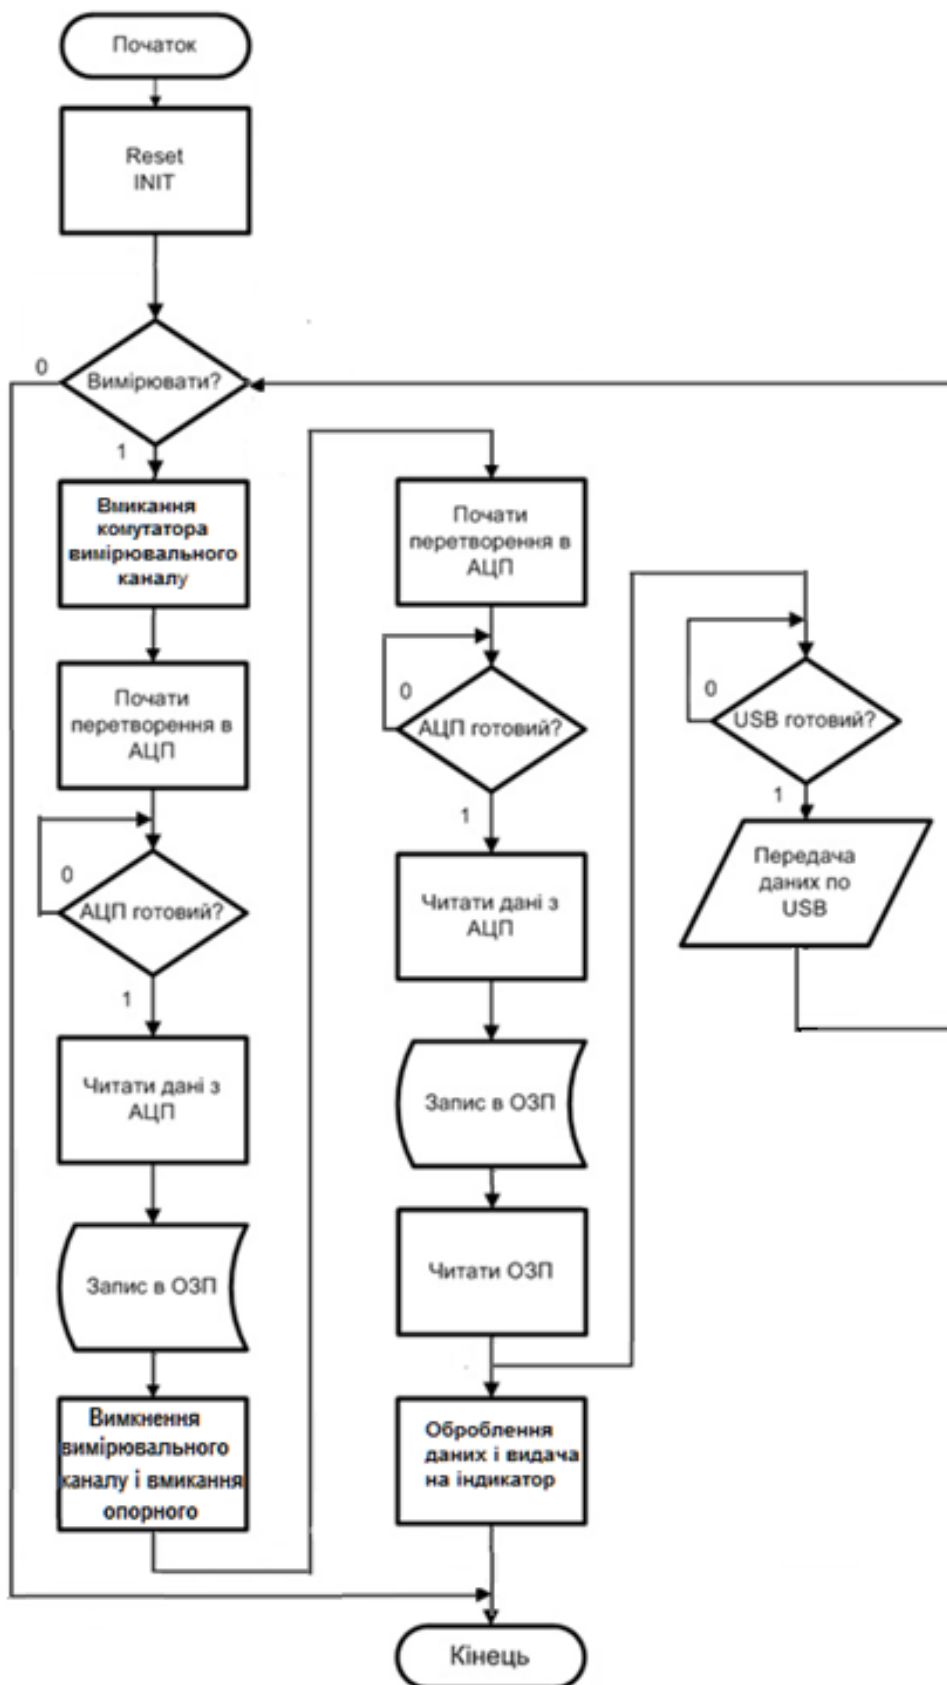 Початок
Reset
INIT
0
Вимірювати?
1
Вмикання
комутатора
вимірювального
каналу
Почати
перетворення в
АЦП
0
АЦП готовий?
1
Читати дані з
АЦП
Запис в ОЗП
Вимкнення
вимірювального
каналу і вмикання
опорного
Почати
перетворення в
АЦП
0
АЦП готовий?
1
Читати дані з
АЦП
Запис в ОЗП
Читати ОЗП
Оброблення
даних і видача
на індикатор
Кінець
0
USB готовий?
1
Передача
даних по
USB